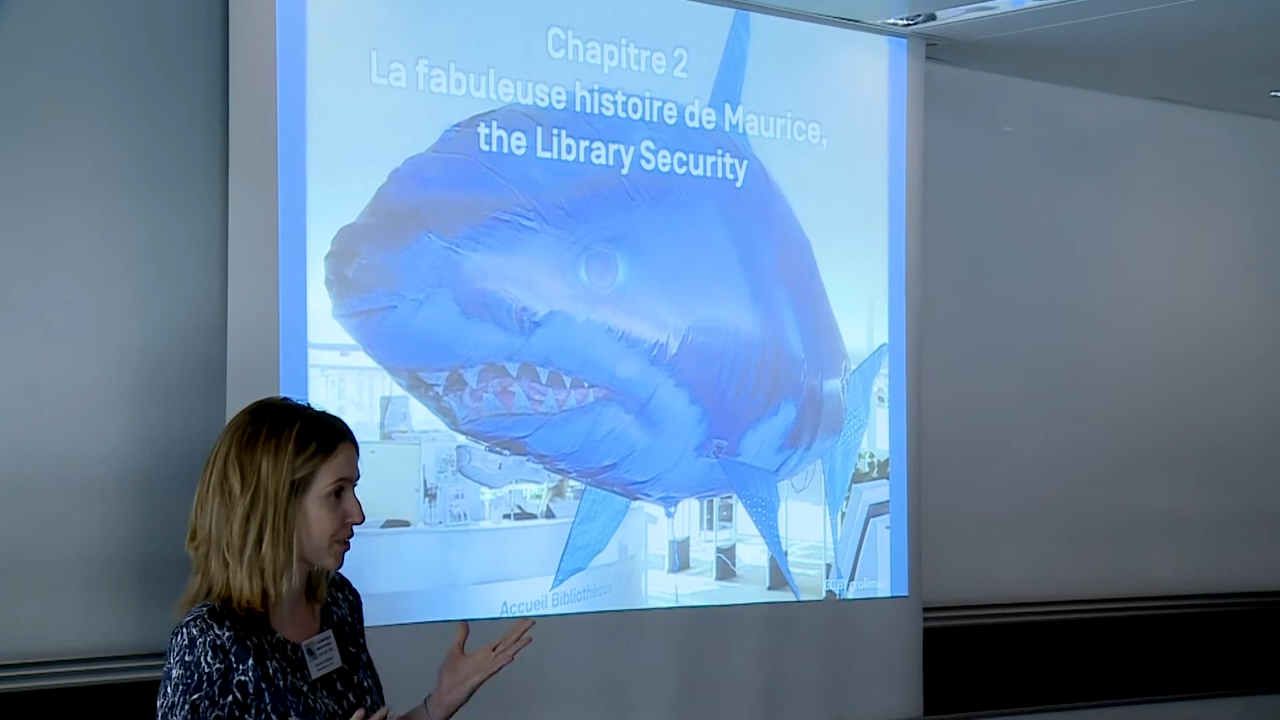 Chapitre 2
La fabuleuse histoire de Maurice,
the Library Security
Accueil Bibliothèque